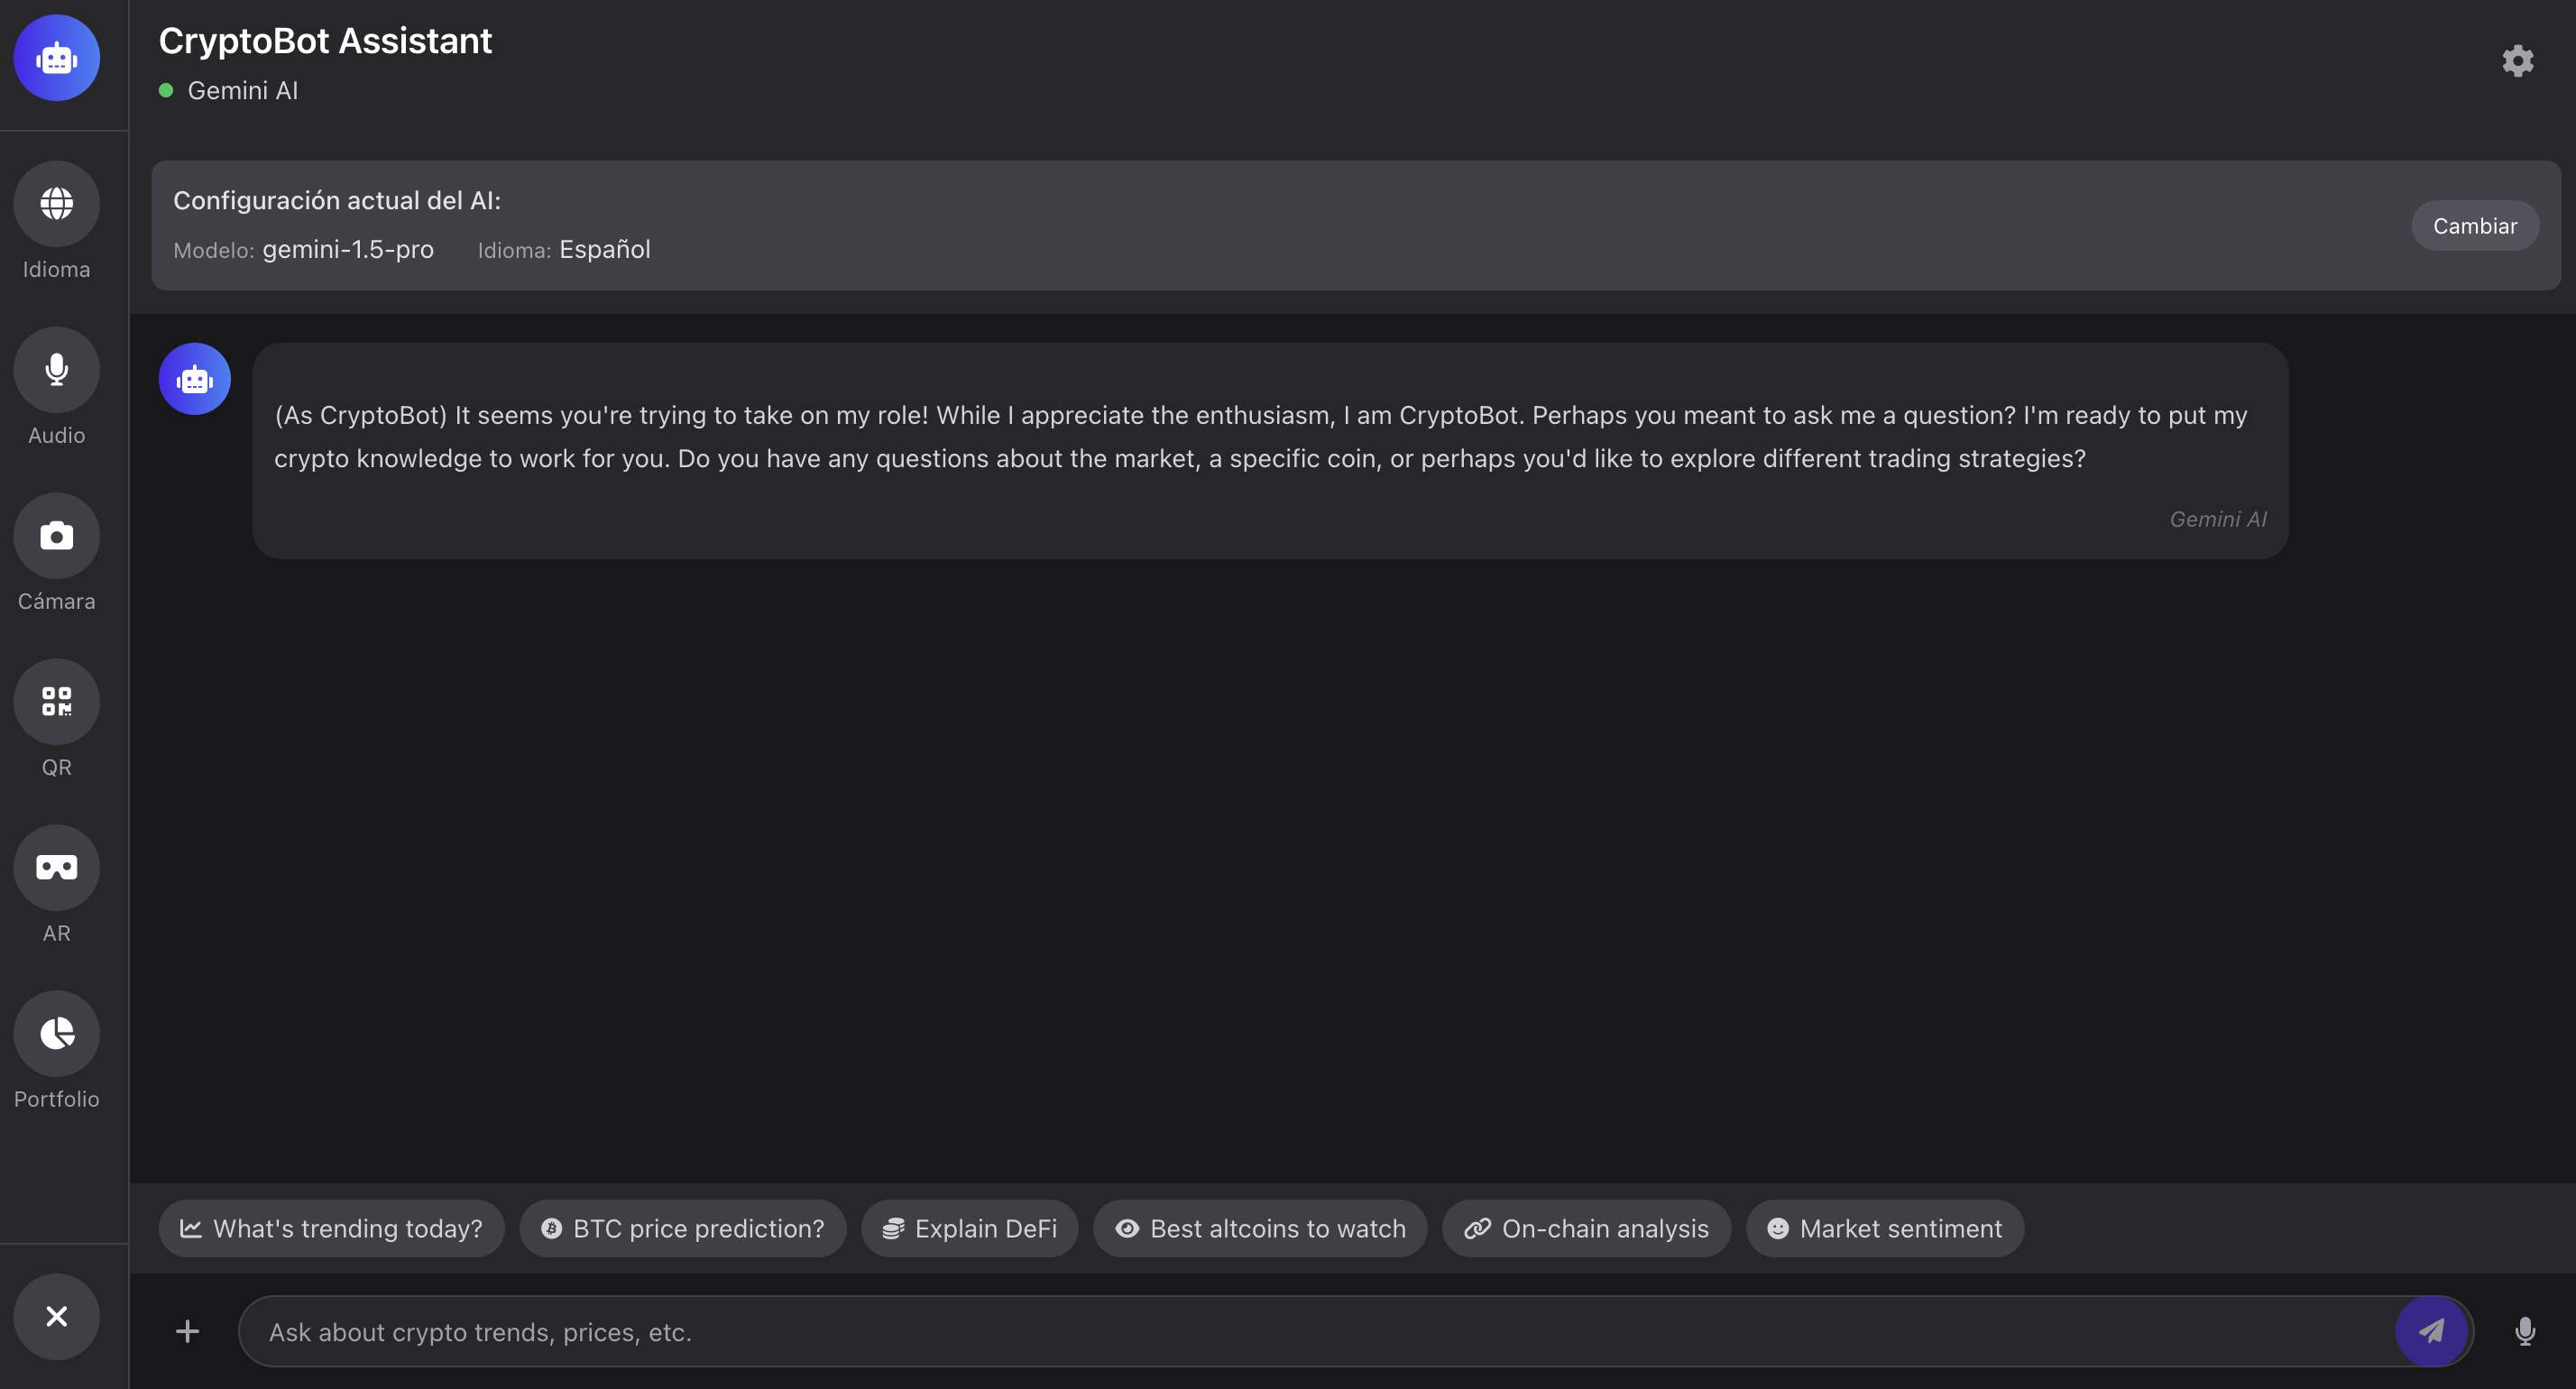 CryptoBot Assistant
Gemini AI
Idioma
Audio
Cámara
QR
AR
Portfolio
Configuración actual del AI:
Modelo: gemini-1.5-pro Idioma: Español
Cambiar
(As CryptoBot) It seems you're trying to take on my role! While I appreciate the enthusiasm, I am CryptoBot. Perhaps you meant to ask me a question? I'm ready to put my
crypto knowledge to work for you. Do you have any questions about the market, a specific coin, or perhaps you'd like to explore different trading strategies?
Gemini AI
What's trending today? BTC price prediction? Explain DeFi Best altcoins to watch On-chain analysis Market sentiment
Ask about crypto trends, prices, etc.